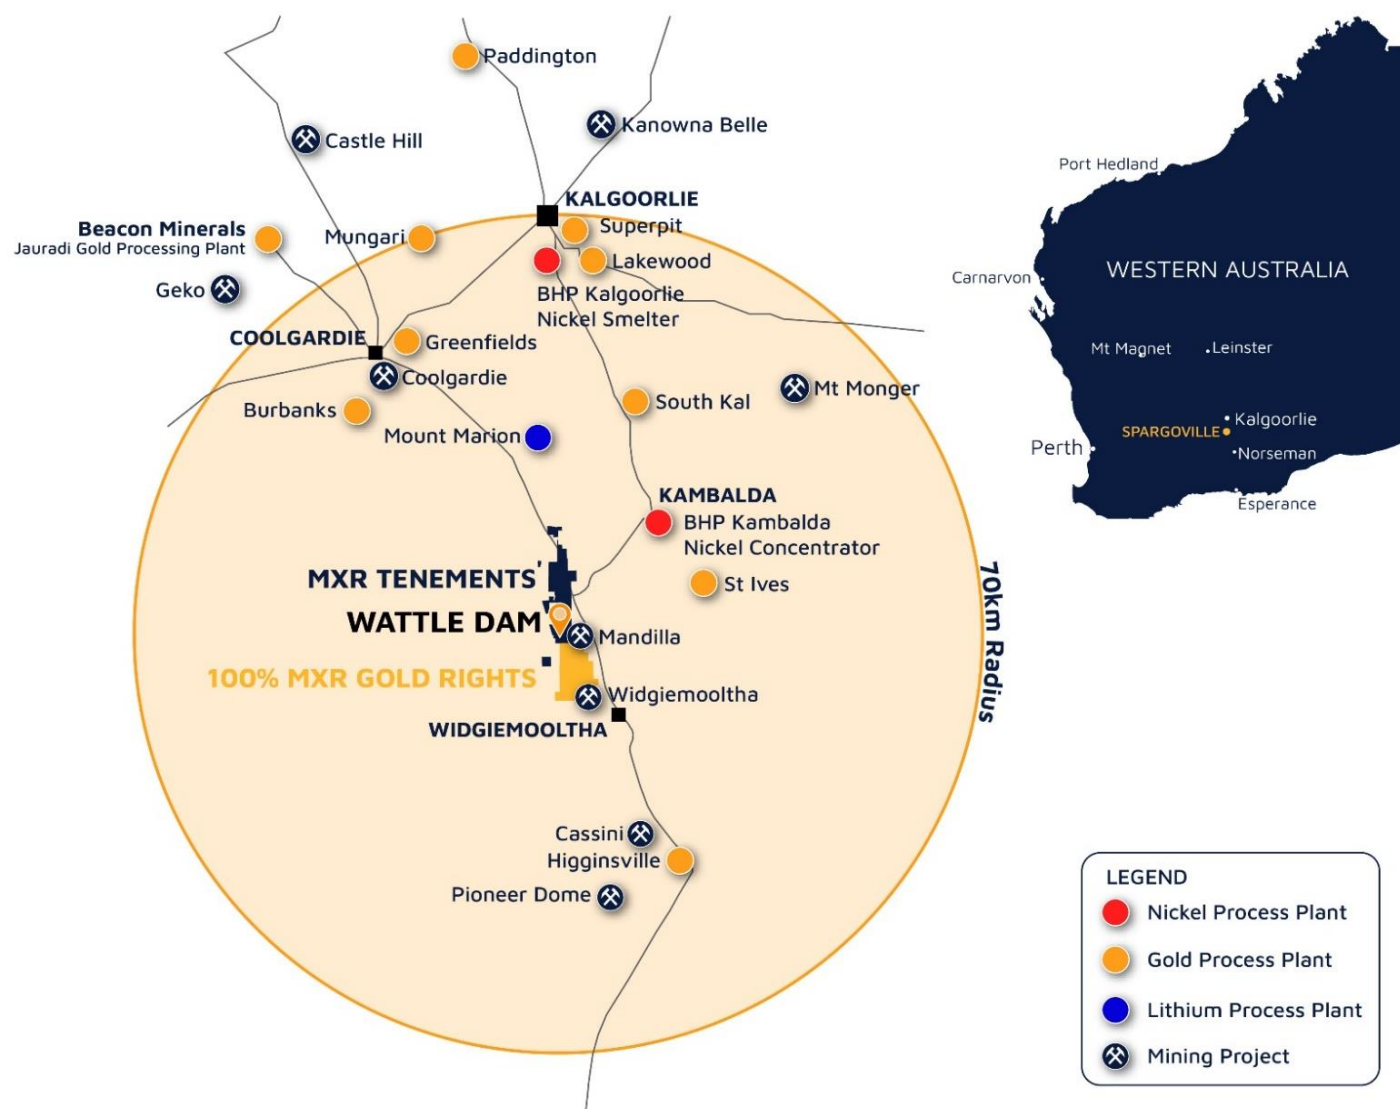 Paddington
Kanowna Belle
Castle Hill
KALGOORLIE
Superpit
Beacon Minerals
Jauradi Gold Processing Plant
Mungari
Lakewood
Geko
BHP Kalgoorlie
Nickel Smelter
COOLGARDIE
Greenfields
Coolgardie
Mt Monger
South Kal
Burbanks
Mount Marion
KAMBALDA
BHP Kambalda
Nickel Concentrator
MXR TENEMENTS'
St Ives
WATTLE DAM
Mandilla
100% MXR GOLD RIGHTS
Widgiemooltha
WIDGIEMOOLTHA
70km Radius
Cassini
Higginsville
Pioneer Dome
Port Hedland
WESTERN AUSTRALIA
Carnarvon
Mt Magnet
Leinster
Kalgoorlie
SPARGOVILLE
Perth
Norseman
Esperance
LEGEND
Nickel Process Plant
Gold Process Plant
Lithium Process Plant
Mining Project